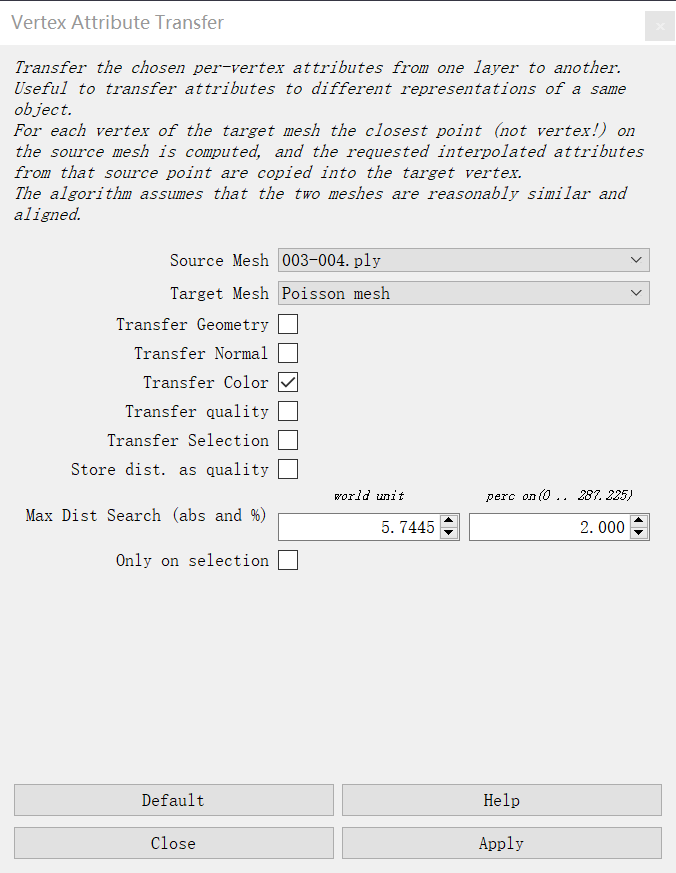 Vertex Attribute Transfer
Transfer the chosen per-vertex attributes from one layer to another.
Useful to transfer attributes to different representations of a same
object.
For each vertex of the target mesh the closest point (not vertex!) on
the source mesh is computed, and the requested interpolated attributes
from that source point are copied into the target vertex.
The algorithm assumes that the two meshes are reasonably similar and
aligned.
Source Mesh 003-004.ply
Target Mesh Poisson mesh
Transfer Geometry
Transfer Normal
Transfer Color
Transfer quality
Transfer Selection
Store dist. as quality
world unit perc on(0 .. 287.225)
Max Dist Search (abs and %) 5.7445 2.000
Only on selection
Default Help
Close Apply